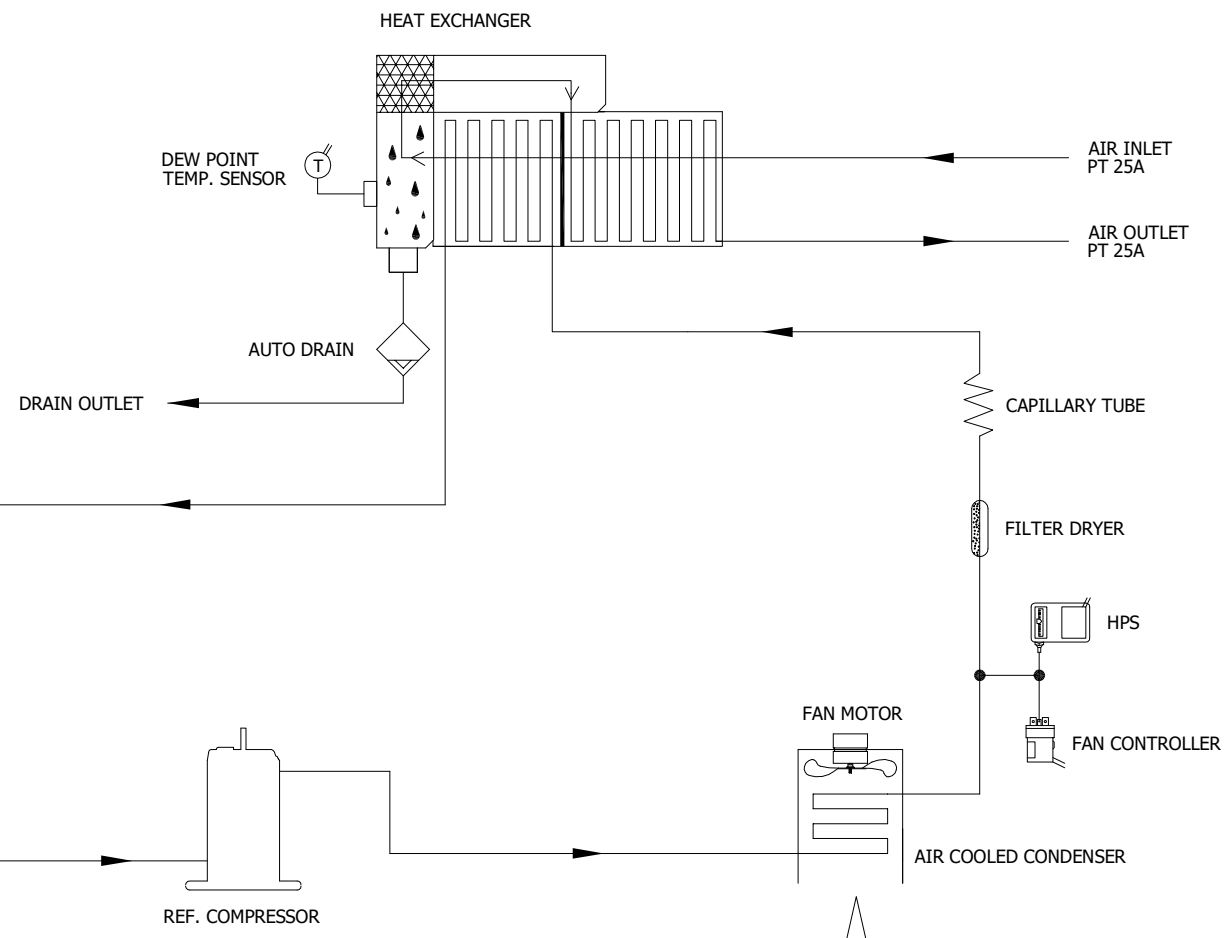 HEAT EXCHANGER
DEW POINT
TEMP. SENSOR
T
AIR INLET
PT 25A
AIR OUTLET
PT 25A
AUTO DRAIN
DRAIN OUTLET
CAPILLARY TUBE
FILTER DRYER
HPS
FAN MOTOR
FAN CONTROLLER
AIR COOLED CONDENSER
REF. COMPRESSOR